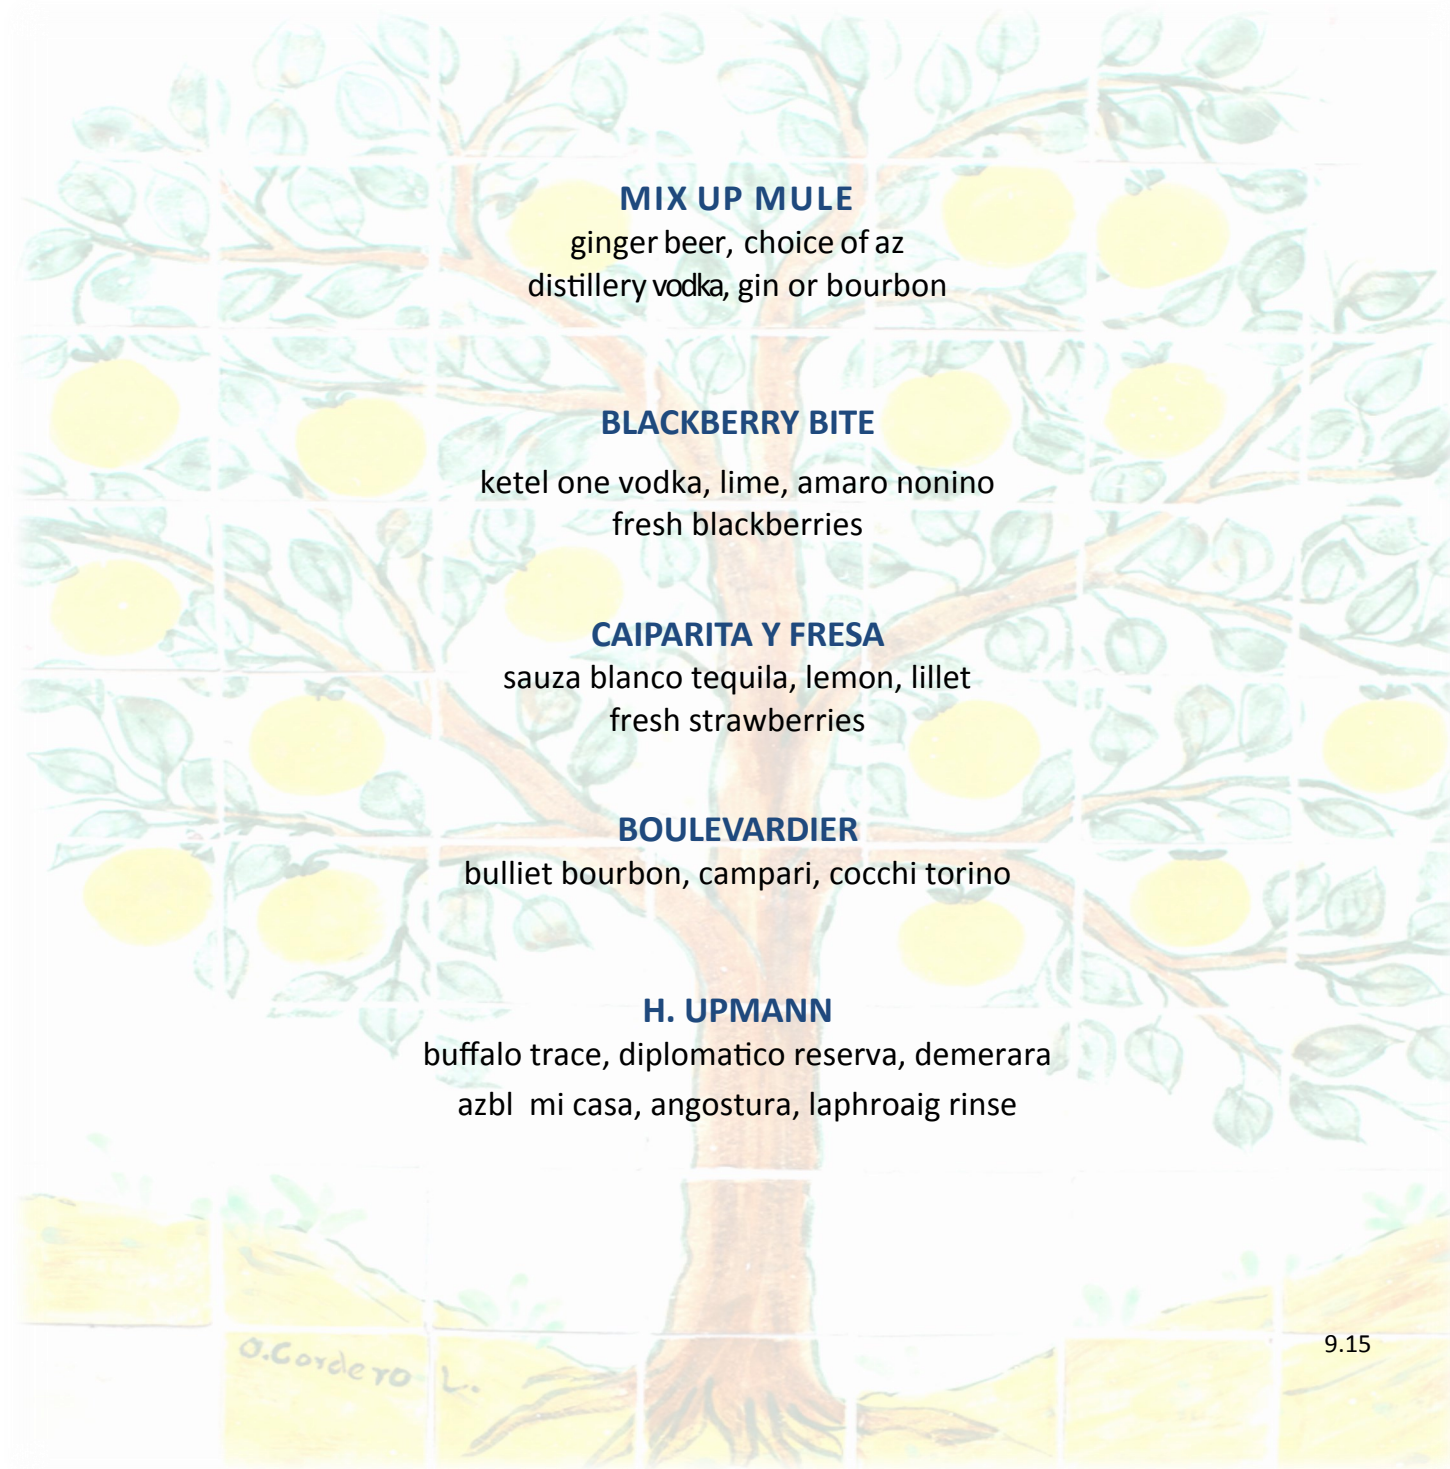 MIX UP MULE
ginger beer, choice of az
distillery vodka, gin or bourbon
BLACKBERRY BITE
ketel one vodka, lime, amaro nonino
fresh blackberries
CAIPARITA Y FRESA
sauza blanco tequila, lemon, lillet
fresh strawberries
BOULEVARDIER
bulliet bourbon, campari, cocchi torino
H. UPMANN
buffalo trace, diplomatico reserva, demerara
azbl mi casa, angostura, laphroaig rinse
9.15
O.Cordero L.